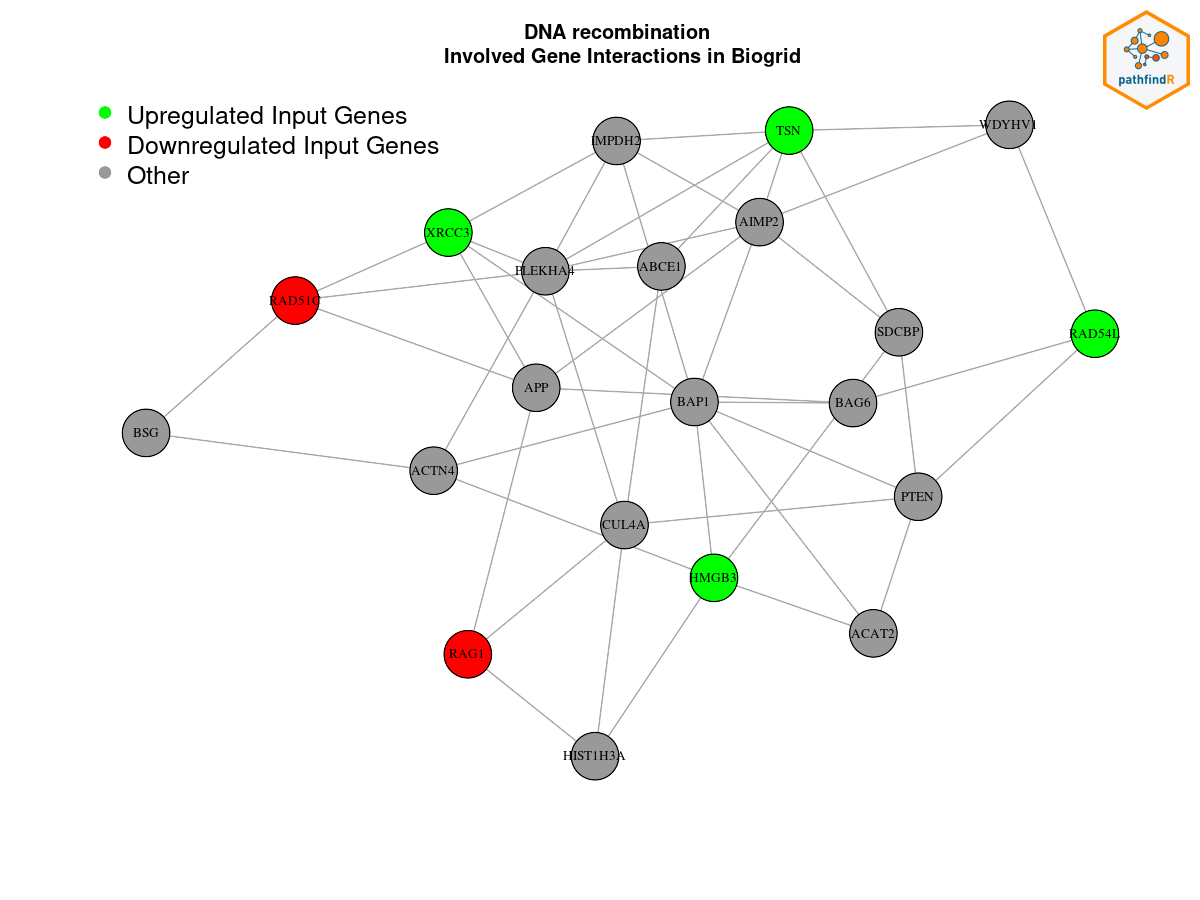 DNA recombination
Involved Gene Interactions in Biogrid
pathfindR
Upregulated Input Genes
Downregulated Input Genes
Other
IMPDH2
TSN
WDYHV1
XRCC3
AIMP2
PLEKHA4
ABCE1
RAD51C
SDCBP
RAD54L
APP
BAP1
BAG6
BSG
ACTN4
PTEN
CUL4A
HMGB3
ACAT2
RAG1
HIST1H3A